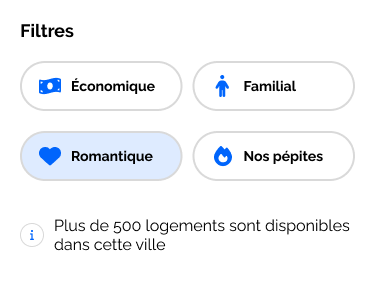 Filtres
Économique
Familial
Romantique
Nos pépites
i
Plus de 500 logements sont disponibles
dans cette ville